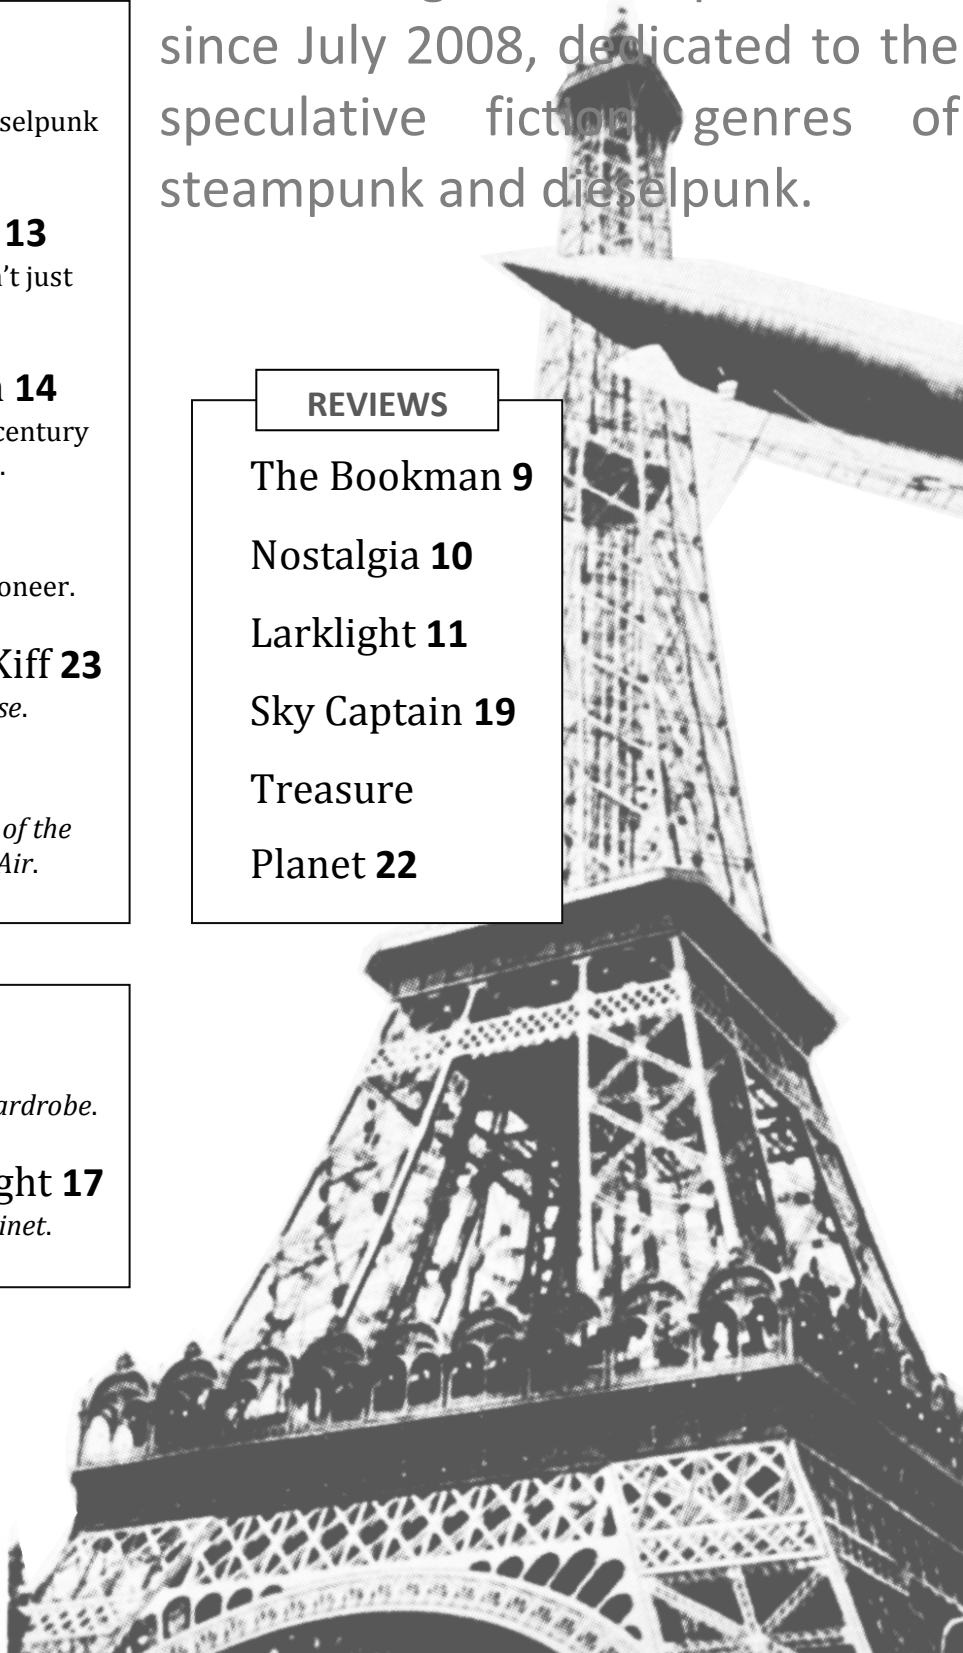 since July 2008, dedicated to the
speculative fiction genres of
steampunk and dieselpunk.
selpunk
13
't just
14
century
.
oneer.
Kiff 23
se.
of the
Air.
REVIEWS
The Bookman 9
Nostalgia 10
Larklight 11
Sky Captain 19
Treasure
Planet 22
ardrobe.
ght 17
inet.